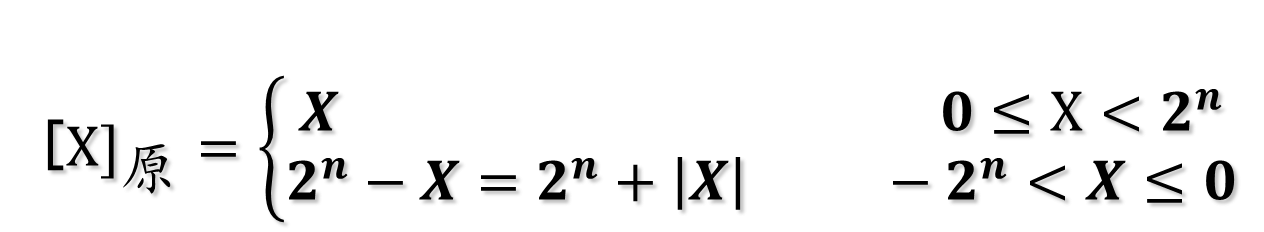 [X]原 = { X 0 ≤ X < 2ⁿ
2ⁿ − X = 2ⁿ + |X| − 2ⁿ < X ≤ 0